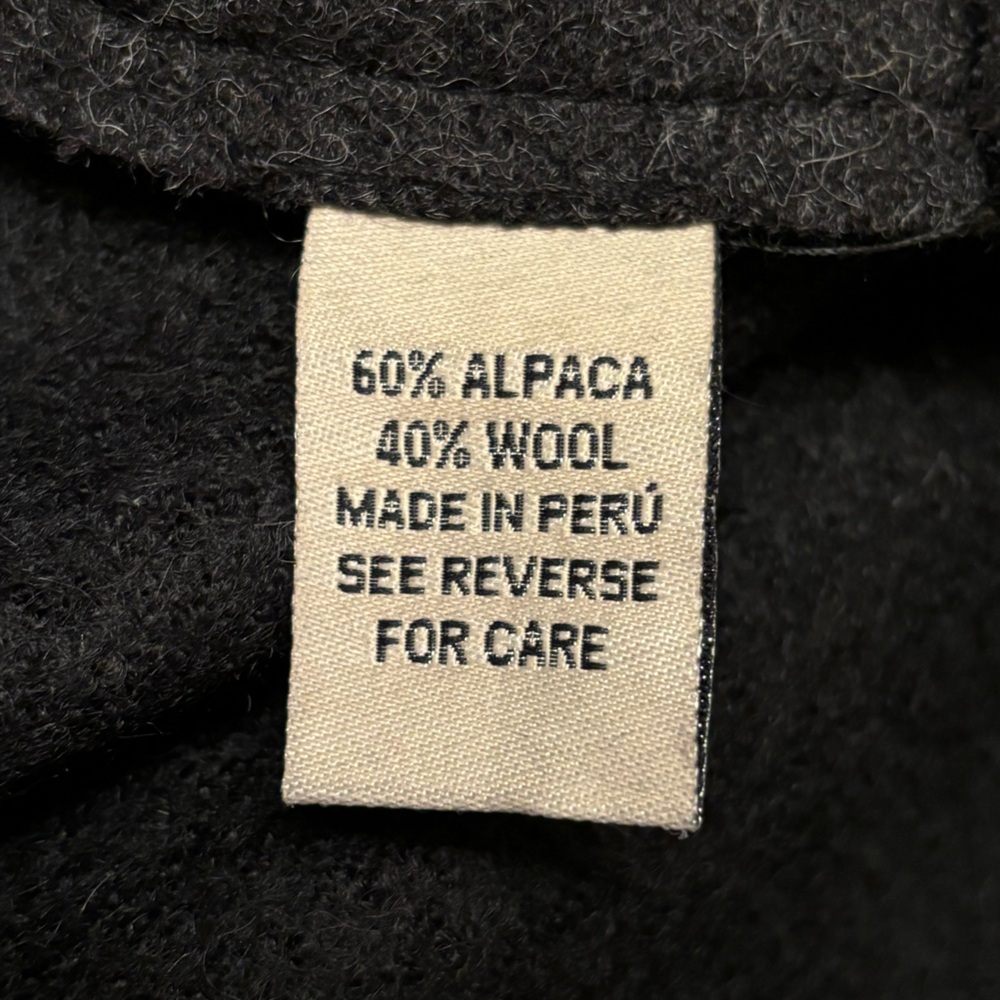 60% ALPACA
40% WOOL
MADE IN PERÚ
SEE REVERSE
FOR CARE